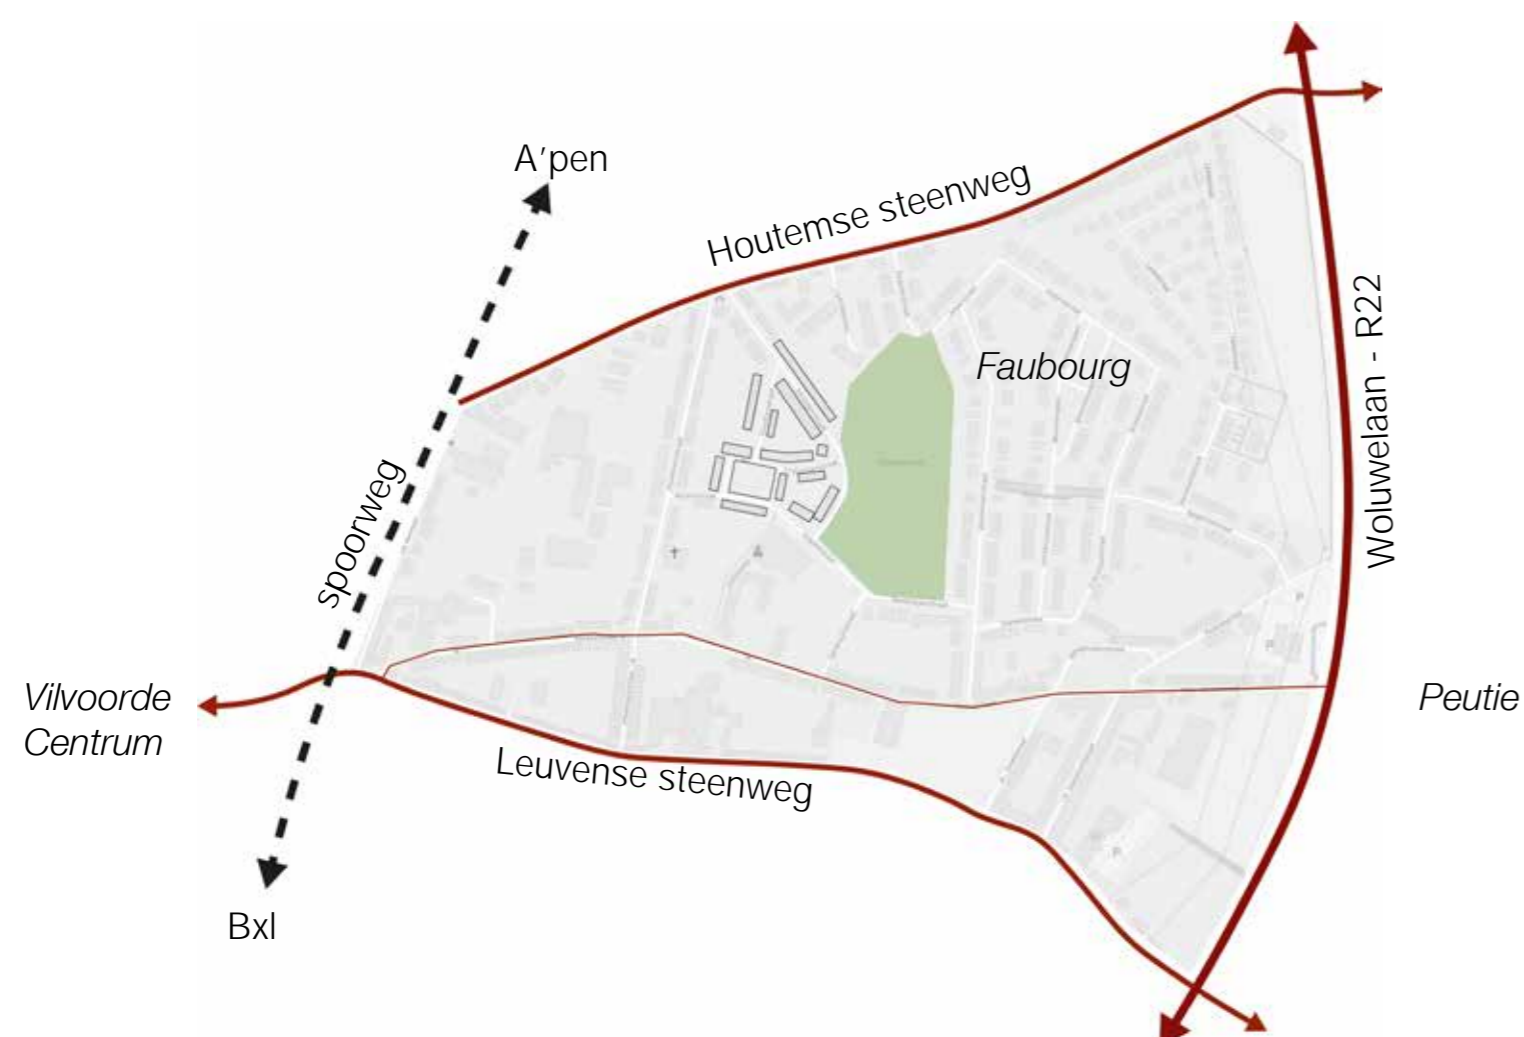 A'pen
Houtemse steenweg
Faubourg
Woluwelaan - R22
spoorweg
Vilvoorde
Centrum
Peutie
Leuvense steenweg
Bxl
P
P
P